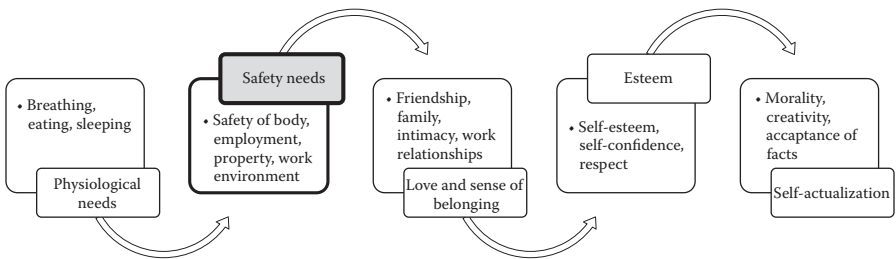 • Breathing,
eating, sleeping
Physiological
needs
Safety needs
• Safety of body,
employment,
property, work
environment
• Friendship,
family,
intimacy, work
relationships
Love and sense of
belonging
Esteem
• Self-esteem,
self-confidence,
respect
• Morality,
creativity,
accaptance of
facts
Self-actualization